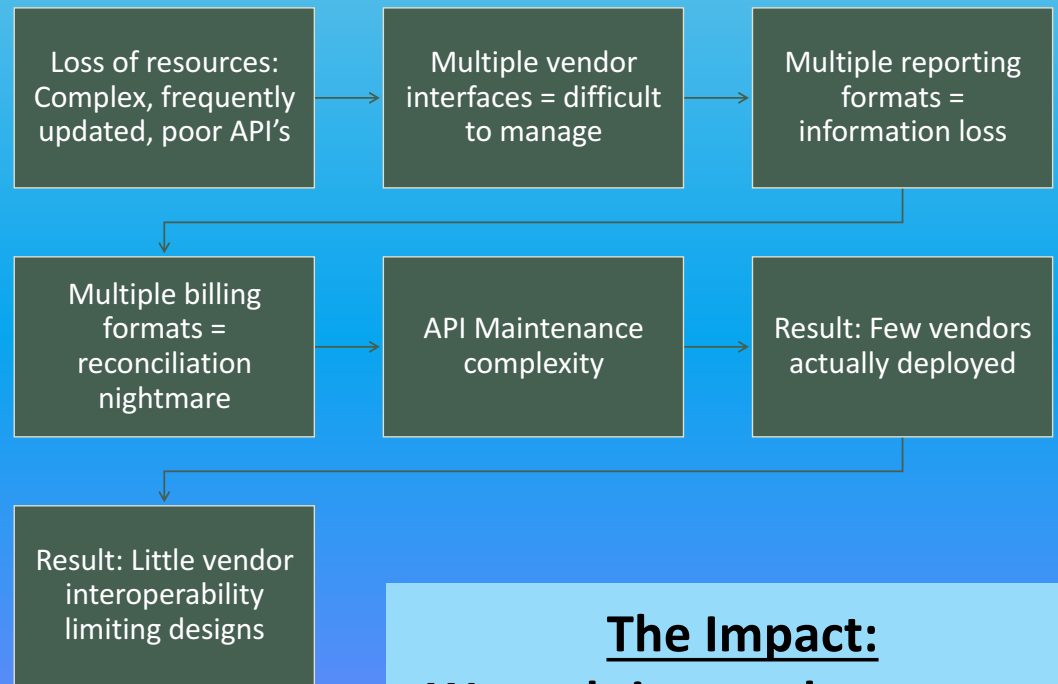 Loss of resources:
Complex, frequently
updated, poor API's
Multiple vendor
interfaces = difficult
to manage
Multiple reporting
formats =
information loss
Multiple billing
formats =
reconciliation
nightmare
API Maintenance
complexity
Result: Few vendors
actually deployed
Result: Little vendor
interoperability
limiting designs
The Impact: